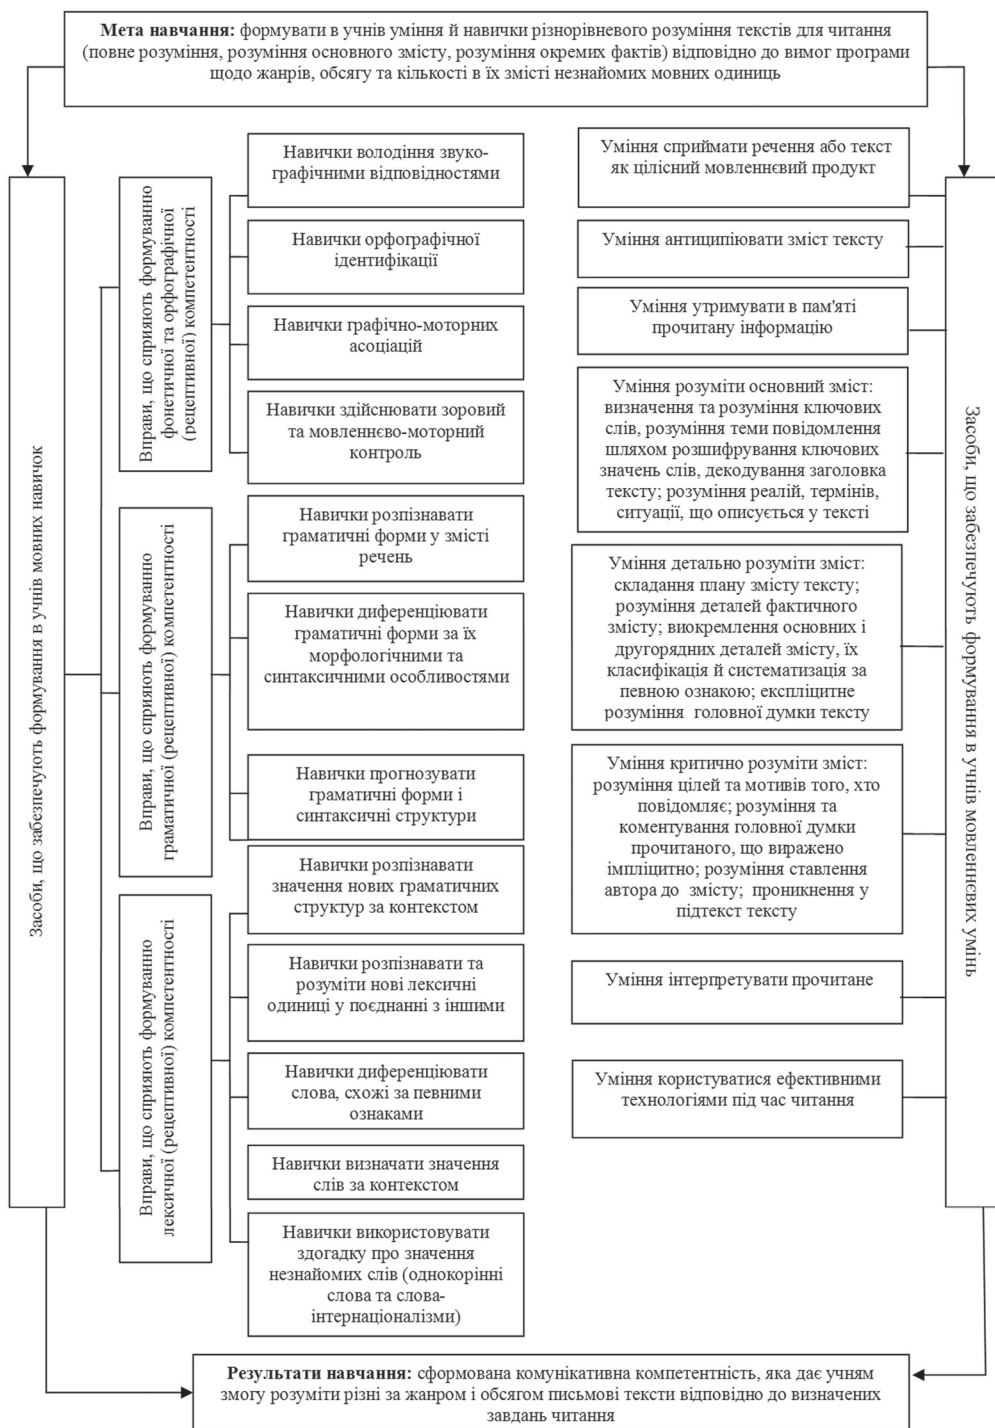 Мета навчання: формувати в учнів уміння й навички різнорівневого розуміння текстів для читання
(повне розуміння, розуміння основного змісту, розуміння окремих фактів) відповідно до вимог програми
щодо жанрів, обсягу та кількості в їх змісті незнайомих мовних одиниць
Засоби, що забезпечують формування в учнів мовних навичок
Вправи, що сприяють формуванню
фонетичної та орфографічної
(рецептивної) компетентності
Навички володіння звуко-
графічними відповідностями
Навички орфографічної
ідентифікації
Навички графічно-моторних
асоціацій
Навички здійснювати зоровий
та мовленнєво-моторний
контроль
Вправи, що сприяють формуванню
граматичної (рецептивної) компетентності
Навички розпізнавати
граматичні форми у змісті
речень
Навички диференціювати
граматичні форми за їх
морфологічними та
синтаксичними особливостями
Навички прогнозувати
граматичні форми і
синтаксичні структури
Навички розпізнавати
значення нових граматичних
структур за контекстом
Вправи, що сприяють формуванню
лексичної (рецептивної) компетентності
Навички розпізнавати та
розуміти нові лексичні
одиниці у поєднанні з іншими
Навички диференціювати
слова, схожі за певними
ознаками
Навички визначати значення
слів за контекстом
Навички використовувати
здогадку про значення
незнайомих слів (однокорінні
слова та слова-
інтернаціоналізми)
Уміння сприймати речення або текст
як цілісний мовленнєвий продукт
Уміння антиципіювати зміст тексту
Уміння утримувати в пам'яті
прочитану інформацію
Уміння розуміти основний зміст:
визначення та розуміння ключових
слів, розуміння теми повідомлення
шляхом розшифрування ключових
значень слів, декодування заголовка
тексту; розуміння реалій, термінів,
ситуації, що описується у тексті
Уміння детально розуміти зміст:
складання плану змісту тексту;
розуміння деталей фактичного
змісту; виокремлення основних і
другорядних деталей змісту, їх
класифікація й систематизація за
певною ознакою; експліцитне
розуміння головної думки тексту
Уміння критично розуміти зміст:
розуміння цілей та мотивів того, хто
повідомляє; розуміння та
коментування головної думки
прочитаного, що виражено
імпліцитно; розуміння ставлення
автора до змісту; проникнення у
підтекст тексту
Уміння інтерпретувати прочитане
Уміння користуватися ефективними
технологіями під час читання
Засоби, що забезпечують формування в учнів мовленнєвих умінь
Результати навчання: сформована комунікативна компетентність, яка дає учням
змогу розуміти різні за жанром і обсягом письмові тексти відповідно до визначених
завдань читання